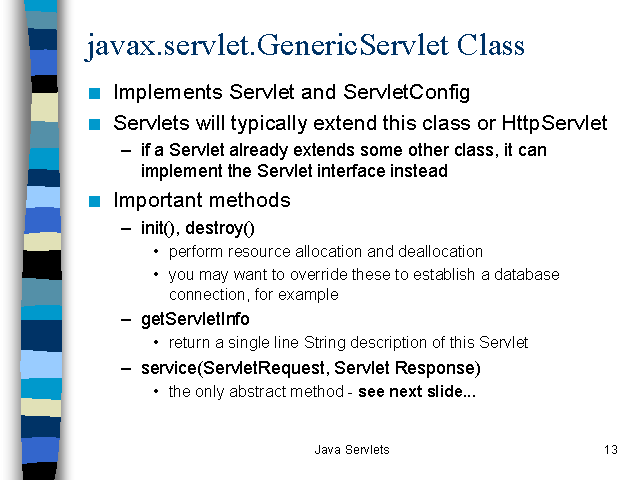 javax.servlet.GenericServlet Class
Implements Servlet and ServletConfig
Servlets will typically extend this class or HttpServlet
– if a Servlet already extends some other class, it can
implement the Servlet interface instead
Important methods
– init(), destroy()
• perform resource allocation and deallocation
• you may want to override these to establish a database
connection, for example
– getServletInfo
• return a single line String description of this Servlet
– service(ServletRequest, Servlet Response)
• the only abstract method - see next slide...
Java Servlets
13